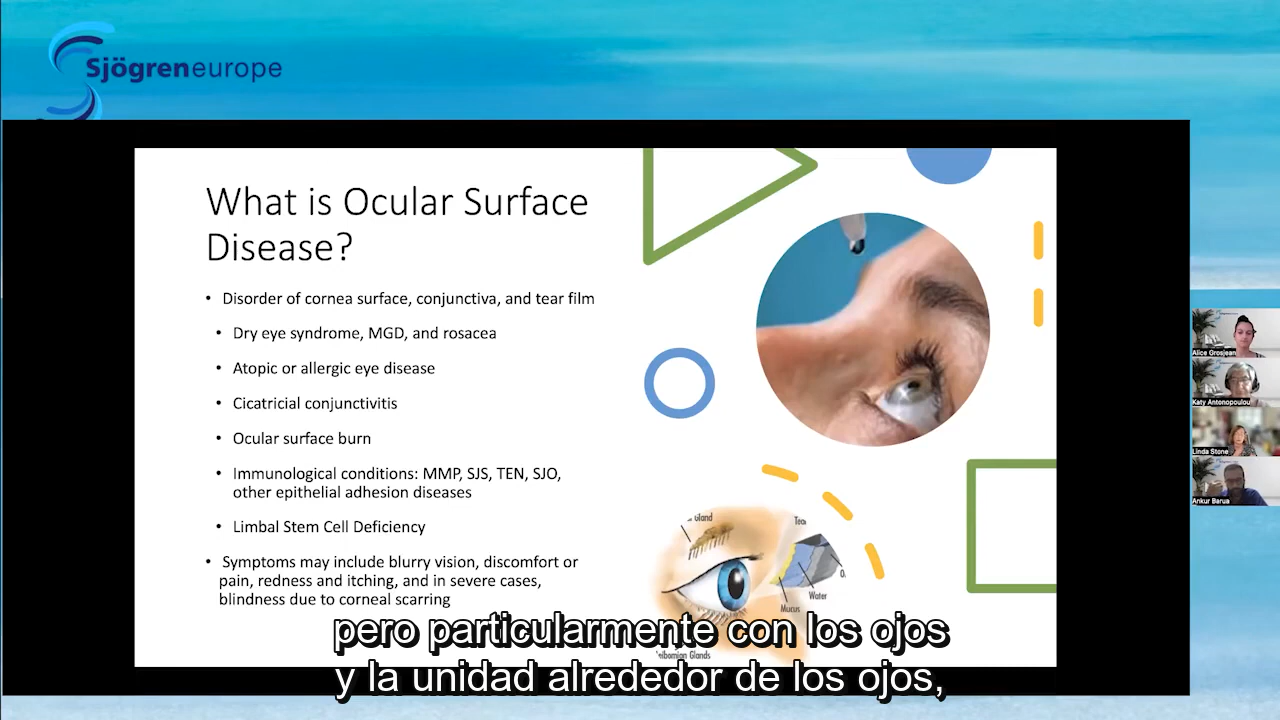 Sjögreneurope
What is Ocular Surface
Disease?
• Disorder of cornea surface, conjunctiva, and tear film
• Dry eye syndrome, MGD, and rosacea
• Atopic or allergic eye disease
• Cicatricial conjunctivitis
• Ocular surface burn
• Immunological conditions: MMP, SJS, TEN, SJO,
other epithelial adhesion diseases
• Limbal Stem Cell Deficiency
• Symptoms may include blurry vision, discomfort or
pain, redness and itching, and in severe cases,
blindness due to corneal scarring
Gland
Tear
Water
Mucus
eibomian Glands
Alice Grosjean
Katy Antonopoulou
Linda Stone
Ankur Barua
pero particularmente con los ojos
y la unidad alrededor de los ojos,